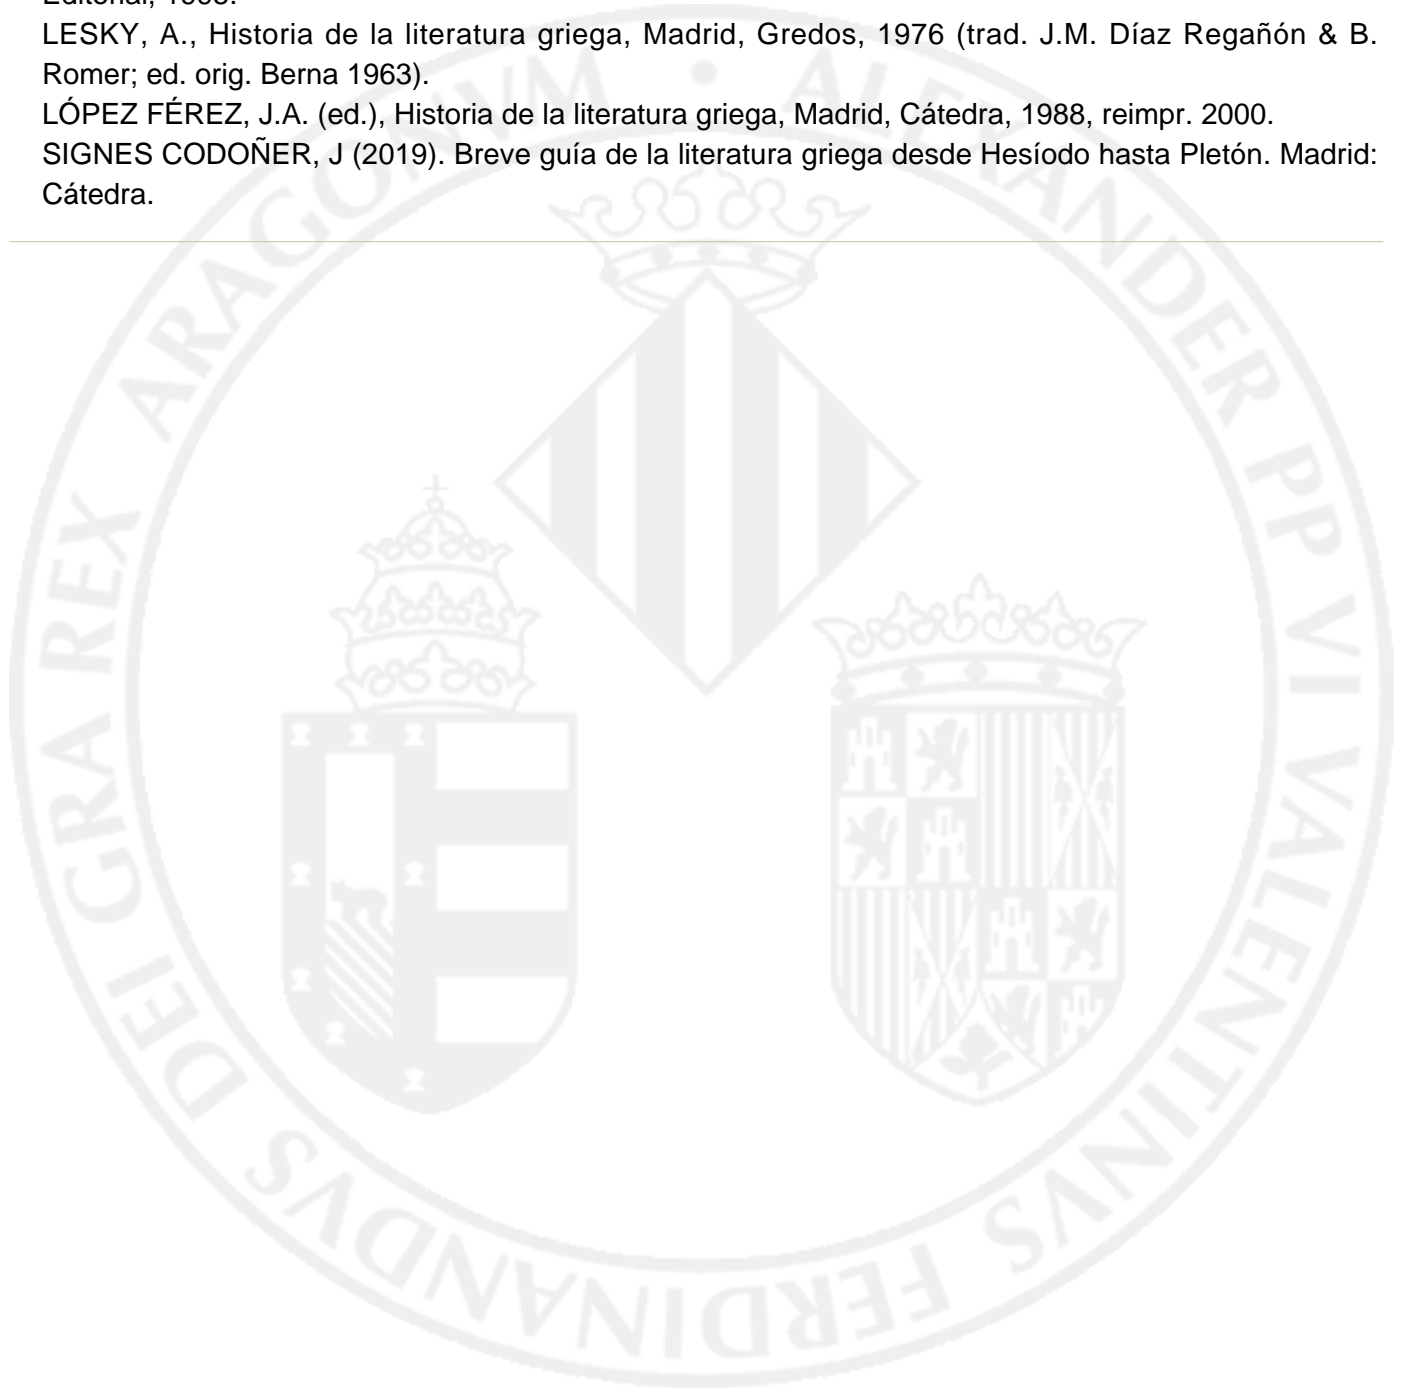 LESKY, A., Historia de la literatura griega, Madrid, Gredos, 1976 (trad. J.M. Díaz Regañón & B.
Romer; ed. orig. Berna 1963).
LÓPEZ FÉREZ, J.A. (ed.), Historia de la literatura griega, Madrid, Cátedra, 1988, reimpr. 2000.
SIGNES CODOÑER, J (2019). Breve guía de la literatura griega desde Hesíodo hasta Pletón. Madrid:
Cátedra.
ALEXANDER PP VI VALENTINVS FERDINANDVS DEI GRA REX ARAGONVM